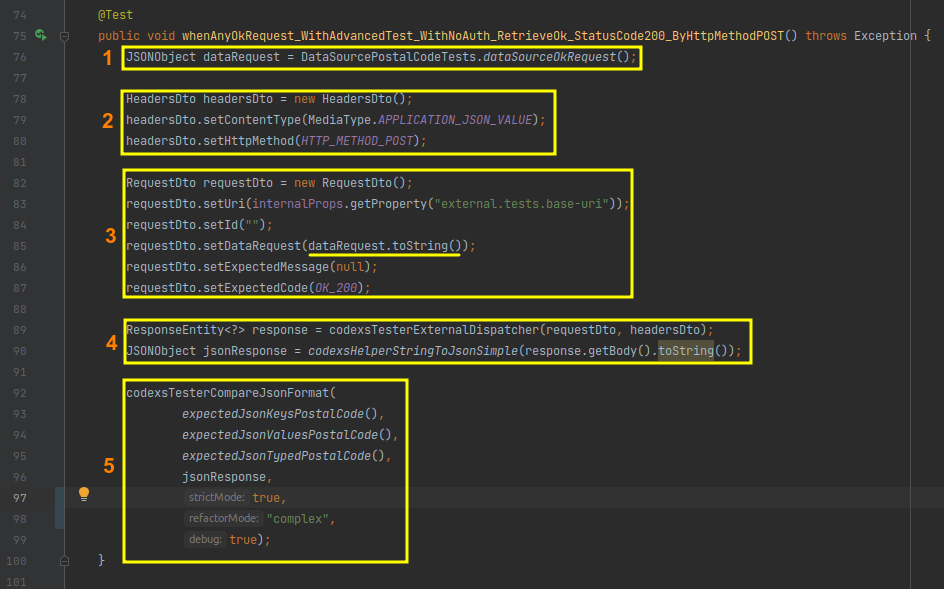 74 @Test
75 public void whenAnyOkRequest_WithAdvancedTest_WithNoAuth_RetrieveOk_StatusCode200_ByHttpMethodPOST() throws Exception {
1
76 JSONObject dataRequest = DataSourcePostalCodeTests.dataSourceOkRequest();
77
2
78 HeadersDto headersDto = new HeadersDto();
79 headersDto.setContentType(MediaType.APPLICATION_JSON_VALUE);
80 headersDto.setHttpMethod(HTTP_METHOD_POST);
81
3
82 RequestDto requestDto = new RequestDto();
83 requestDto.setUri(internalProps.getProperty("external.tests.base-uri"));
84 requestDto.setId("");
85 requestDto.setDataRequest(dataRequest.toString());
86 requestDto.setExpectedMessage(null);
87 requestDto.setExpectedCode(OK_200);
88
4
89 ResponseEntity<?> response = codexsTesterExternalDispatcher(requestDto, headersDto);
90 JSONObject jsonResponse = codexsHelperStringToJsonSimple(response.getBody().toString());
91
5
92 codexsTesterCompareJsonFormat(
93 expectedJsonKeysPostalCode(),
94 expectedJsonValuesPostalCode(),
95 expectedJsonTypedPostalCode(),
96 jsonResponse,
97 strictMode: true,
98 refactorMode: "complex",
99 debug: true);
100 }
101